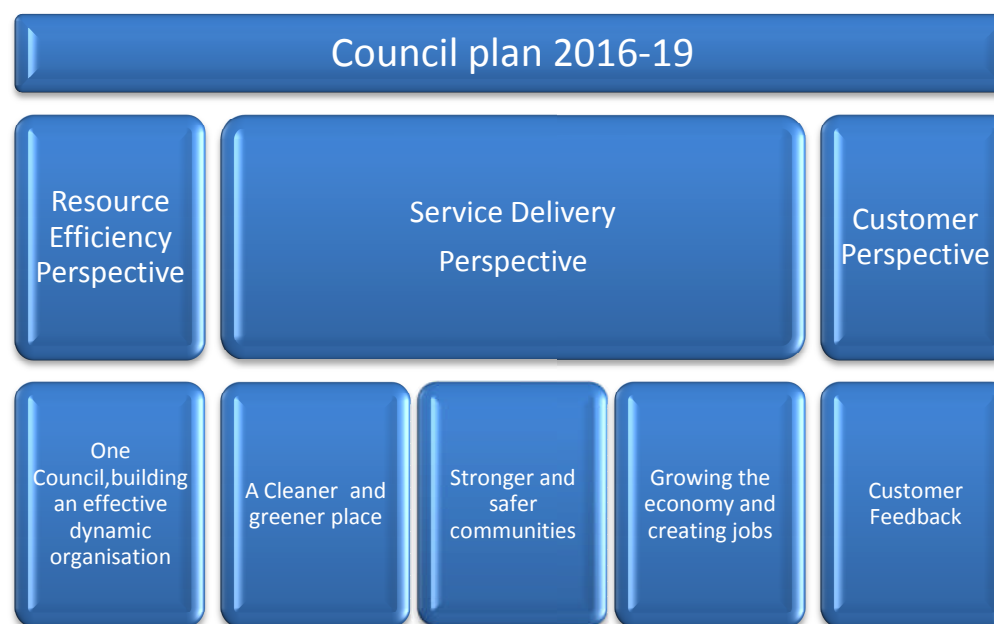 Council plan 2016-19
Resource
Efficiency
Perspective
Service Delivery
Perspective
Customer
Perspective
One
Council,building
an effective
dynamic
organisation
A Cleaner and
greener place
Stronger and
safer
communities
Growing the
economy and
creating jobs
Customer
Feedback